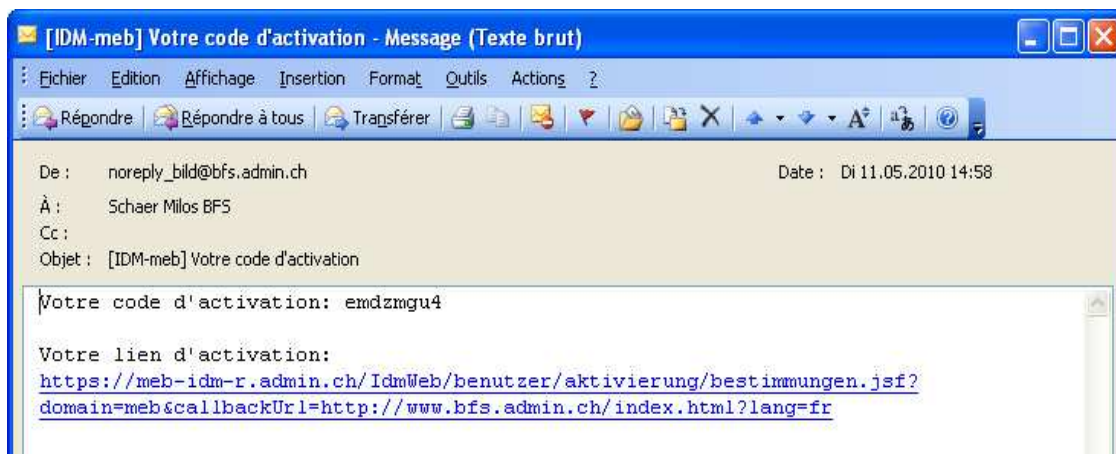 [IDM-meb] Votre code d'activation - Message (Texte brut)
Fichier Edition Affichage Insertion Format Outils Actions ?
Répondre Répondre à tous Transférer
De : noreply_bild@bfs.admin.ch Date : Di 11.05.2010 14:58
À : Schaer Milos BFS
Cc :
Objet : [IDM-meb] Votre code d'activation
Votre code d'activation: emdzmgu4
Votre lien d'activation:
https://meb-idm-r.admin.ch/IdmWeb/benutzer/aktivierung/bestimmungen.jsf?
domain=meb&callbackUrl=http://www.bfs.admin.ch/index.html?lang=fr